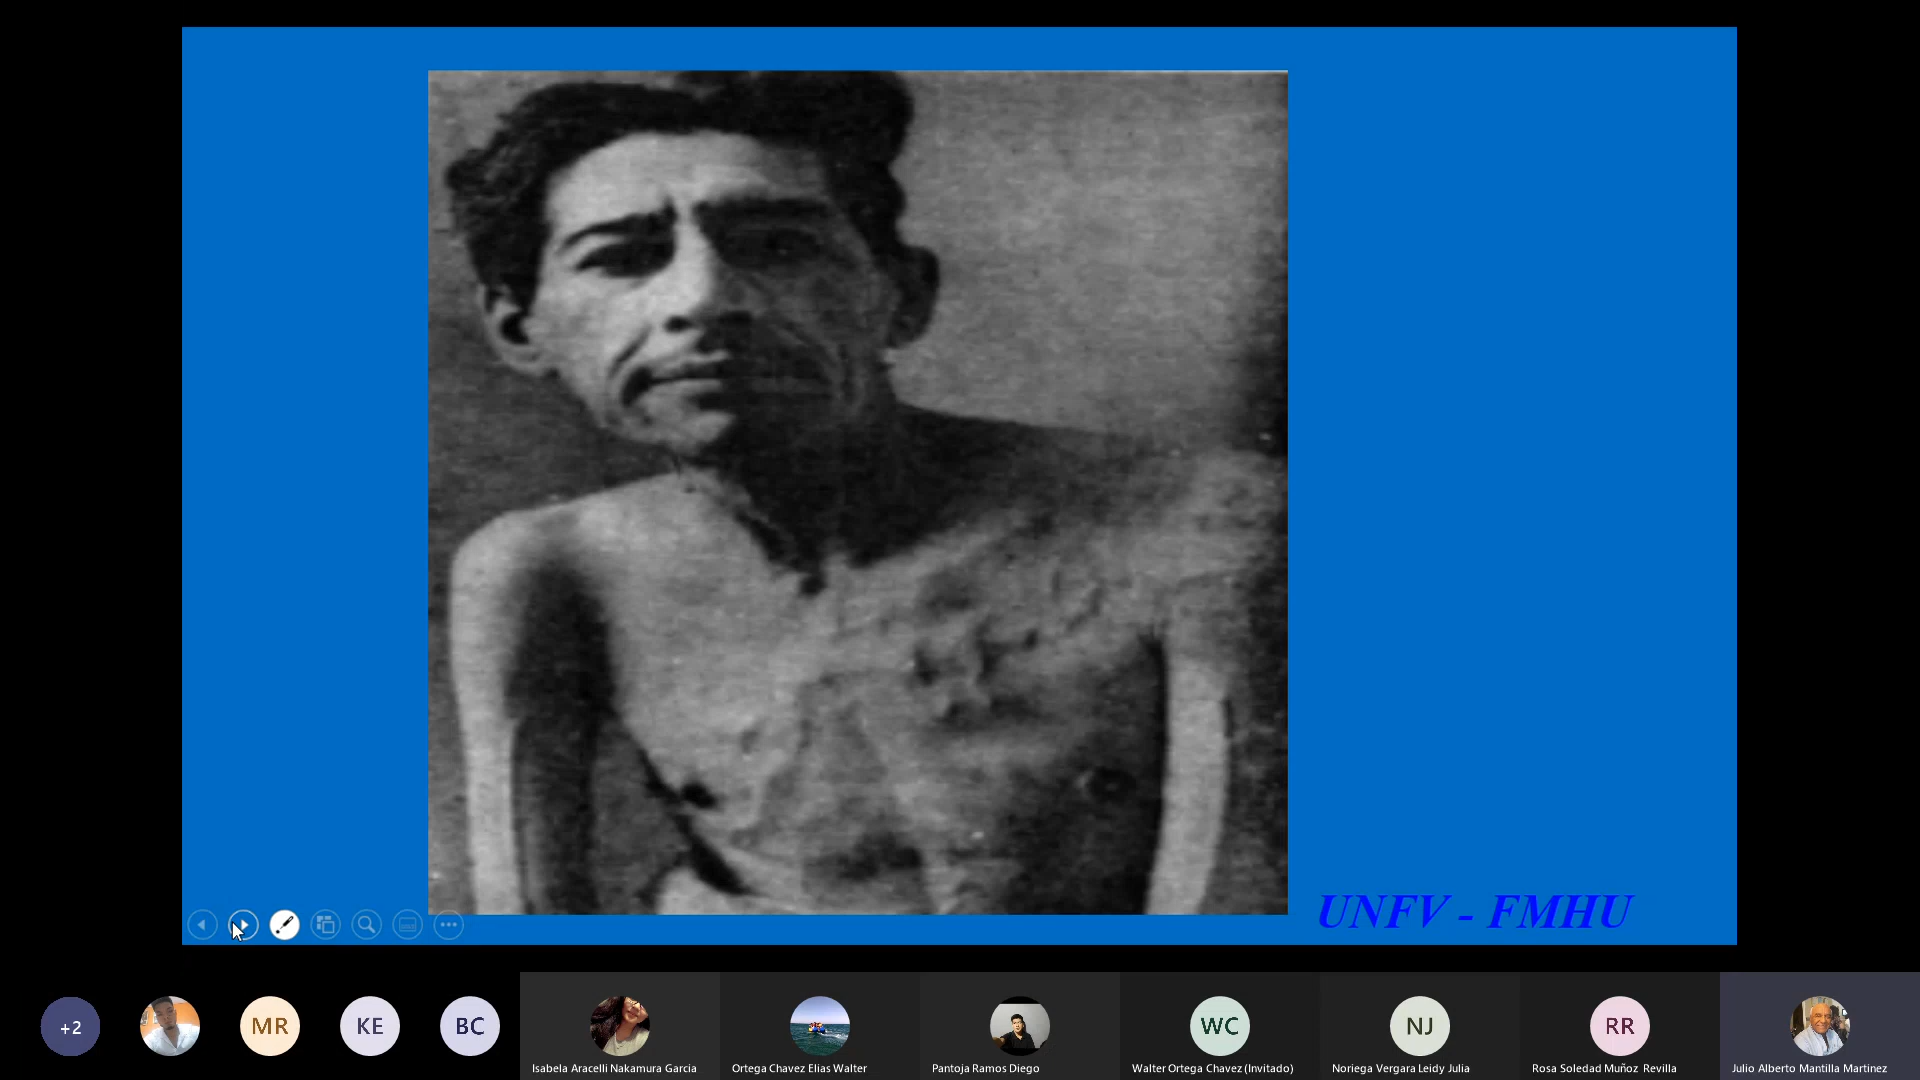 UNFV - FMHU
+2
MR
KE
BC
WC
NJ
RR
Isabela Aracelli Nakamura Garcia
Ortega Chavez Elias Walter
Pantoja Ramos Diego
Walter Ortega Chavez (Invitado)
Noriega Vergara Leidy Julia
Rosa Soledad Muñoz Revilla
Julio Alberto Mantilla Martinez